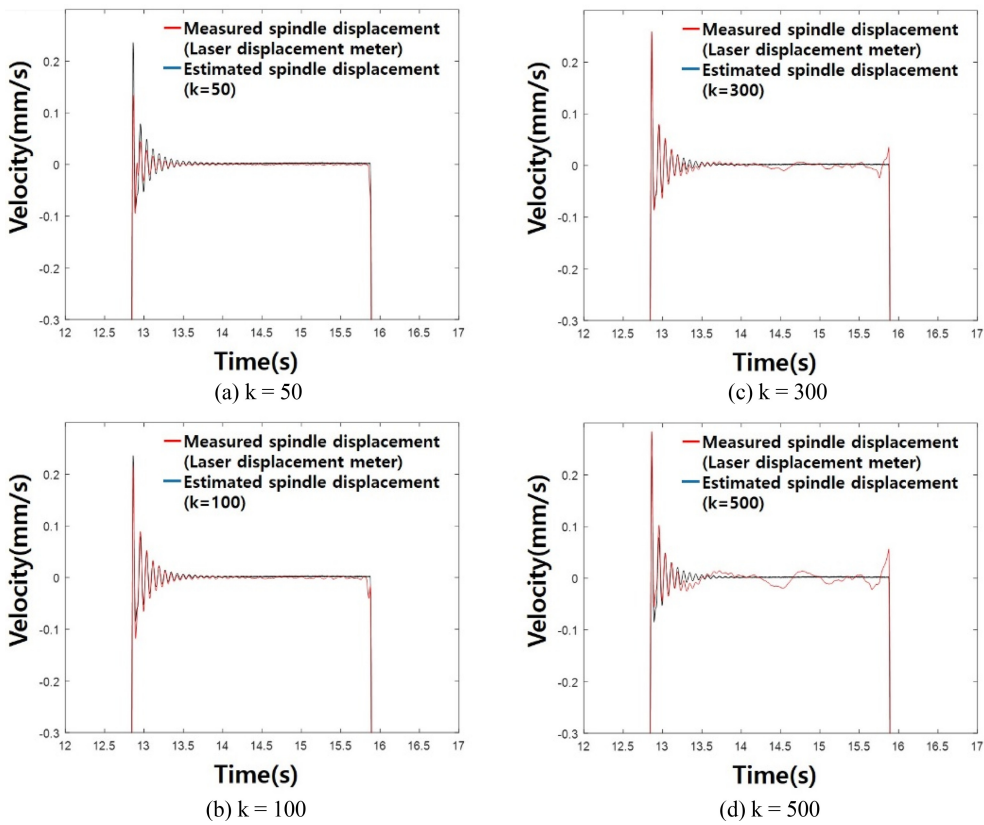 Measured spindle displacement
(Laser displacement meter)
Estimated spindle displacement
(k=50)
Velocity(mm/s)
0.2
0.1
0
-0.1
-0.2
-0.3
12 12.5 13 13.5 14 14.5 15 15.5 16 16.5 17
Time(s)
(a) k = 50
Measured spindle displacement
(Laser displacement meter)
Estimated spindle displacement
(k=300)
Velocity(mm/s)
0.2
0.1
0
-0.1
-0.2
-0.3
12 12.5 13 13.5 14 14.5 15 15.5 16 16.5 17
Time(s)
(c) k = 300
Measured spindle displacement
(Laser displacement meter)
Estimated spindle displacement
(k=100)
Velocity(mm/s)
0.2
0.1
0
-0.1
-0.2
-0.3
12 12.5 13 13.5 14 14.5 15 15.5 16 16.5 17
Time(s)
(b) k = 100
Measured spindle displacement
(Laser displacement meter)
Estimated spindle displacement
(k=500)
Velocity(mm/s)
0.2
0.1
0
-0.1
-0.2
-0.3
12 12.5 13 13.5 14 14.5 15 15.5 16 16.5 17
Time(s)
(d) k = 500